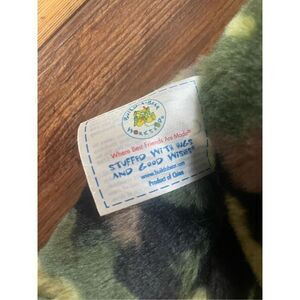 BUILD-A-BEAR
WORKSHOP®
Where Best Friends Are Made®
STUFFED WITH HUGS
AND GOOD WISHES®
www.buildabear.com
Product of China